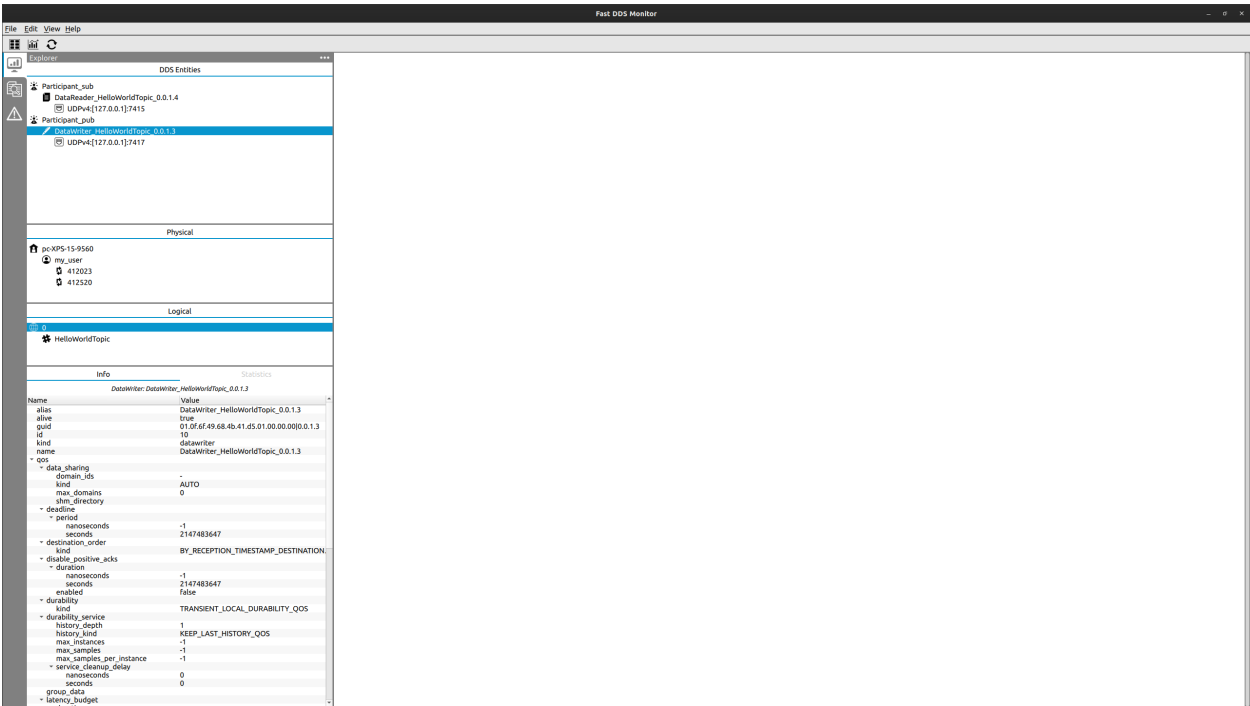 Fast DDS Monitor
File Edit View Help
Explorer
DDS Entities
Participant_sub
DataReader_HelloWorldTopic_0.0.1.4
UDPv4:[127.0.0.1]:7415
Participant_pub
DataWriter_HelloWorldTopic_0.0.1.3
UDPv4:[127.0.0.1]:7417
Physical
pc-XPS-15-9560
my_user
412023
412520
Logical
0
HelloWorldTopic
Info Statistics
DataWriter: DataWriter_HelloWorldTopic_0.0.1.3
Name Value
alias DataWriter_HelloWorldTopic_0.0.1.3
alive true
guid 01.0f.6f.49.68.4b.41.d5.01.00.00.00|0.0.1.3
id 10
kind datawriter
name DataWriter_HelloWorldTopic_0.0.1.3
qos
data_sharing
domain_ids -
kind AUTO
max_domains 0
shm_directory
deadline
period
nanoseconds -1
seconds 2147483647
destination_order
kind BY_RECEPTION_TIMESTAMP_DESTINATION
disable_positive_acks
duration
nanoseconds -1
seconds 2147483647
enabled false
durability
kind TRANSIENT_LOCAL_DURABILITY_QOS
durability_service
history_depth 1
history_kind KEEP_LAST_HISTORY_QOS
max_instances -1
max_samples -1
max_samples_per_instance -1
service_cleanup_delay
nanoseconds 0
seconds 0
group_data
latency_budget